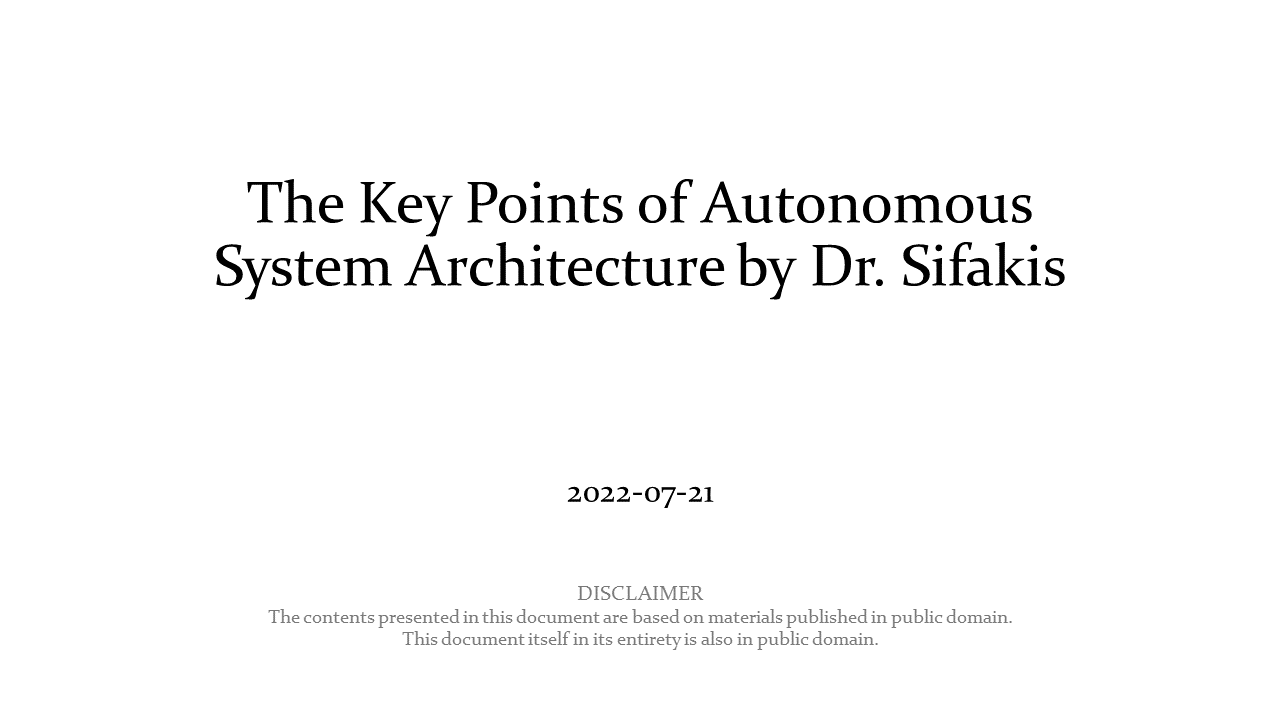 The Key Points of Autonomous
System Architecture by Dr. Sifakis
2022-07-21
DISCLAIMER
The contents presented in this document are based on materials published in public domain.
This document itself in its entirety is also in public domain.